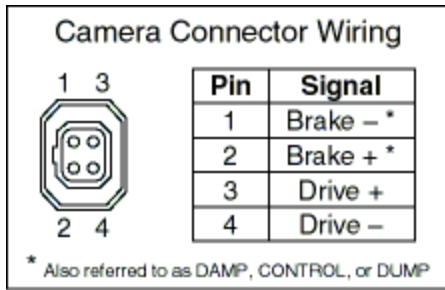 Camera Connector Wiring
1 3
2 4
Pin Signal
1 Brake – *
2 Brake + *
3 Drive +
4 Drive –
* Also referred to as DAMP, CONTROL, or DUMP